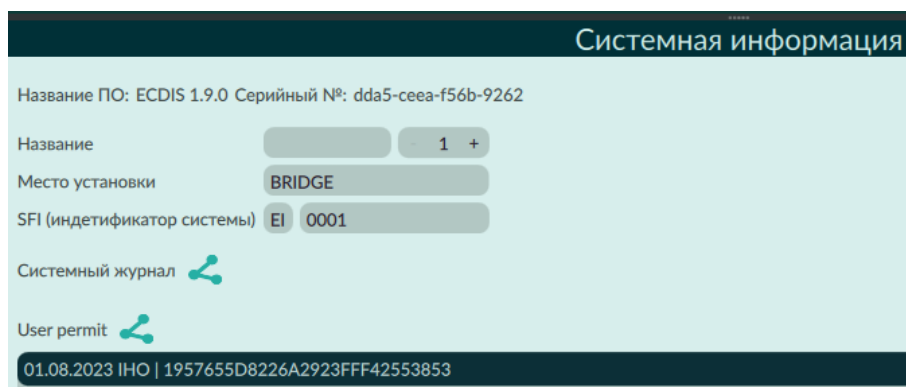 Системная информация
Название ПО: ECDIS 1.9.0 Серийный №: dda5-ceea-f56b-9262
Название - 1 +
Место установки BRIDGE
SFI (индетификатор системы) EI 0001
Системный журнал
User permit
01.08.2023 IHO | 1957655D8226A2923FFF42553853